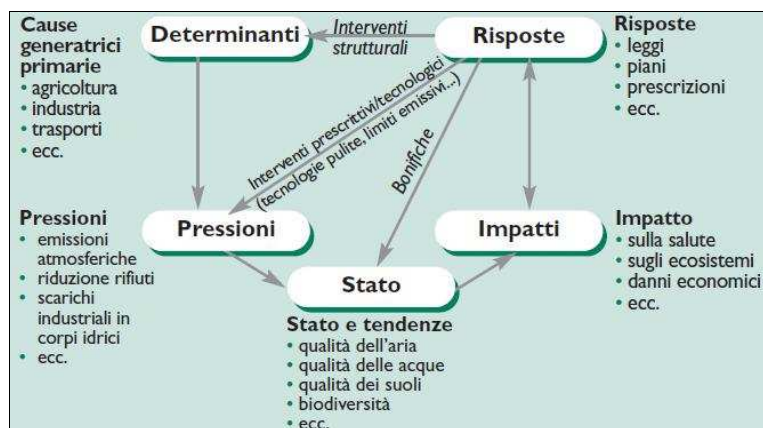 Cause
generatrici
primarie
• agricoltura
• industria
• trasporti
• ecc.
Determinanti
Interventi
strutturali
Risposte
Risposte
• leggi
• piani
• prescrizioni
• ecc.
Interventi prescrittivi/tecnologici
(tecnologie pulite, limiti emissivi...)
Bonifiche
Pressioni
• emissioni
atmosferiche
• riduzione rifiuti
• scarichi
industriali in
corpi idrici
• ecc.
Pressioni
Stato
Impatti
Impatto
• sulla salute
• sugli ecosistemi
• danni economici
• ecc.
Stato e tendenze
• qualità dell'aria
• qualità delle acque
• qualità dei suoli
• biodiversità
• ecc.